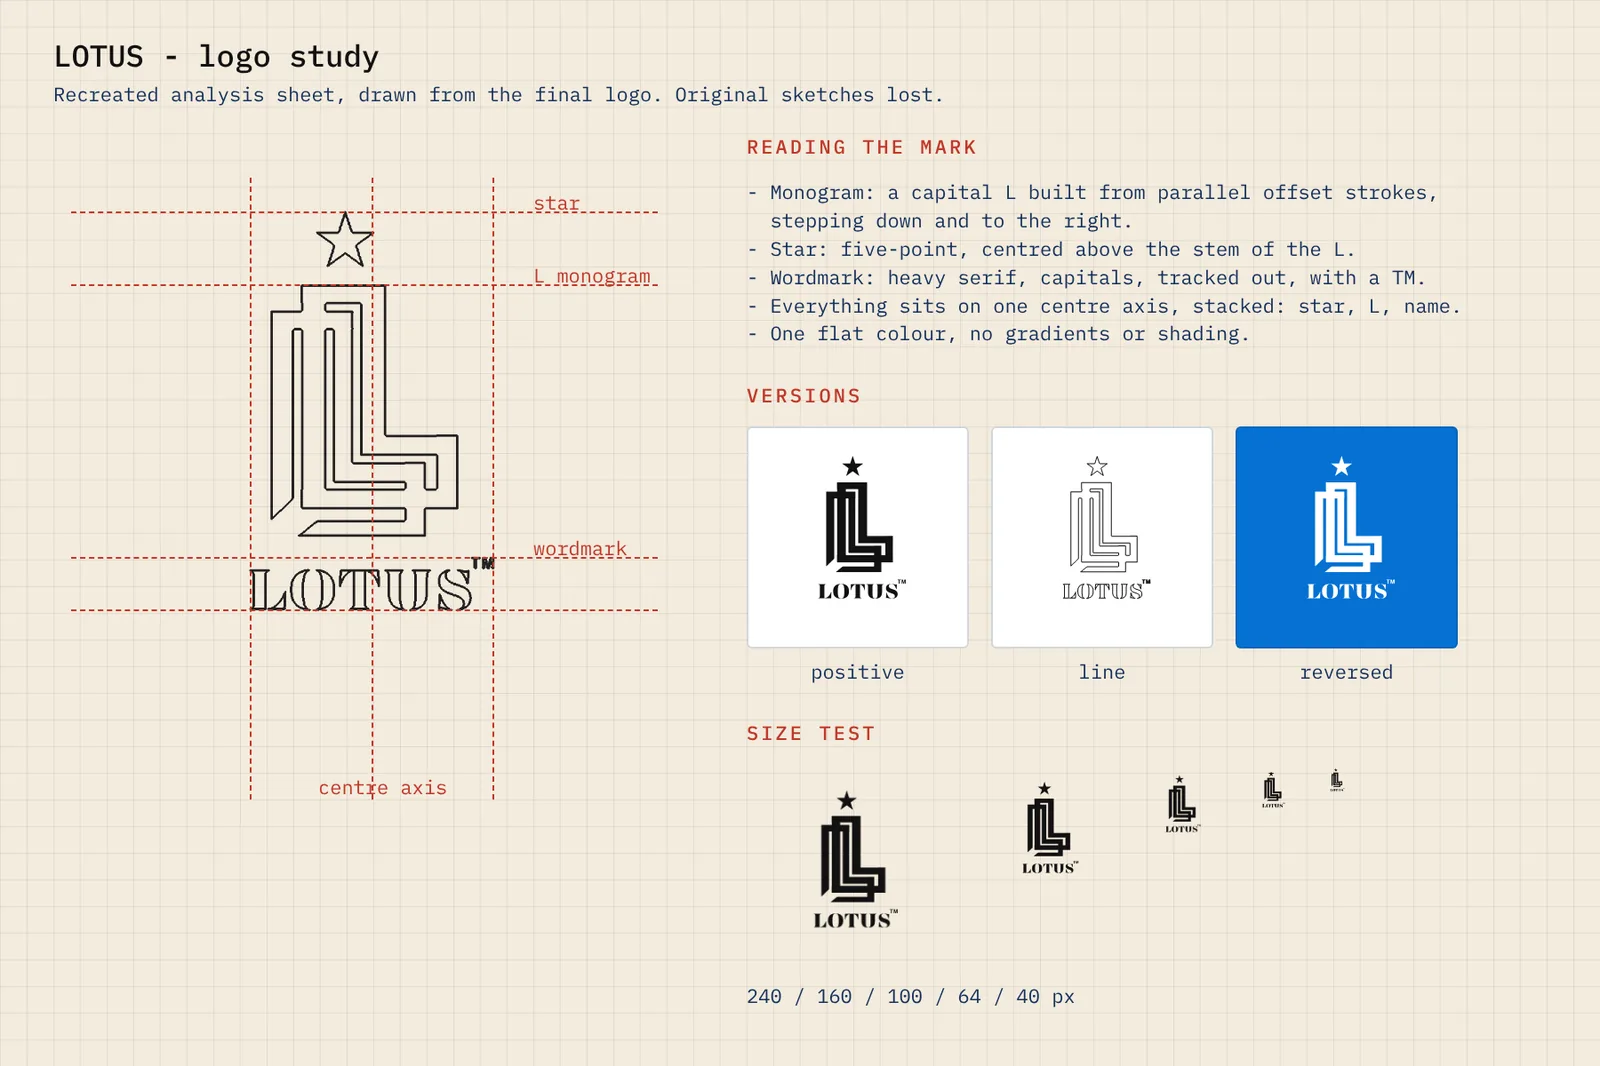 LOTUS - logo study
Recreated analysis sheet, drawn from the final logo. Original sketches lost.
star
L monogram
wordmark
LOTUS™
centre axis
READING THE MARK
- Monogram: a capital L built from parallel offset strokes,
stepping down and to the right.
- Star: five-point, centred above the stem of the L.
- Wordmark: heavy serif, capitals, tracked out, with a TM.
- Everything sits on one centre axis, stacked: star, L, name.
- One flat colour, no gradients or shading.
VERSIONS
LOTUS™
LOTUS™
LOTUS™
positive
line
reversed
SIZE TEST
LOTUS™
LOTUS™
LOTUS™
LOTUS
240 / 160 / 100 / 64 / 40 px